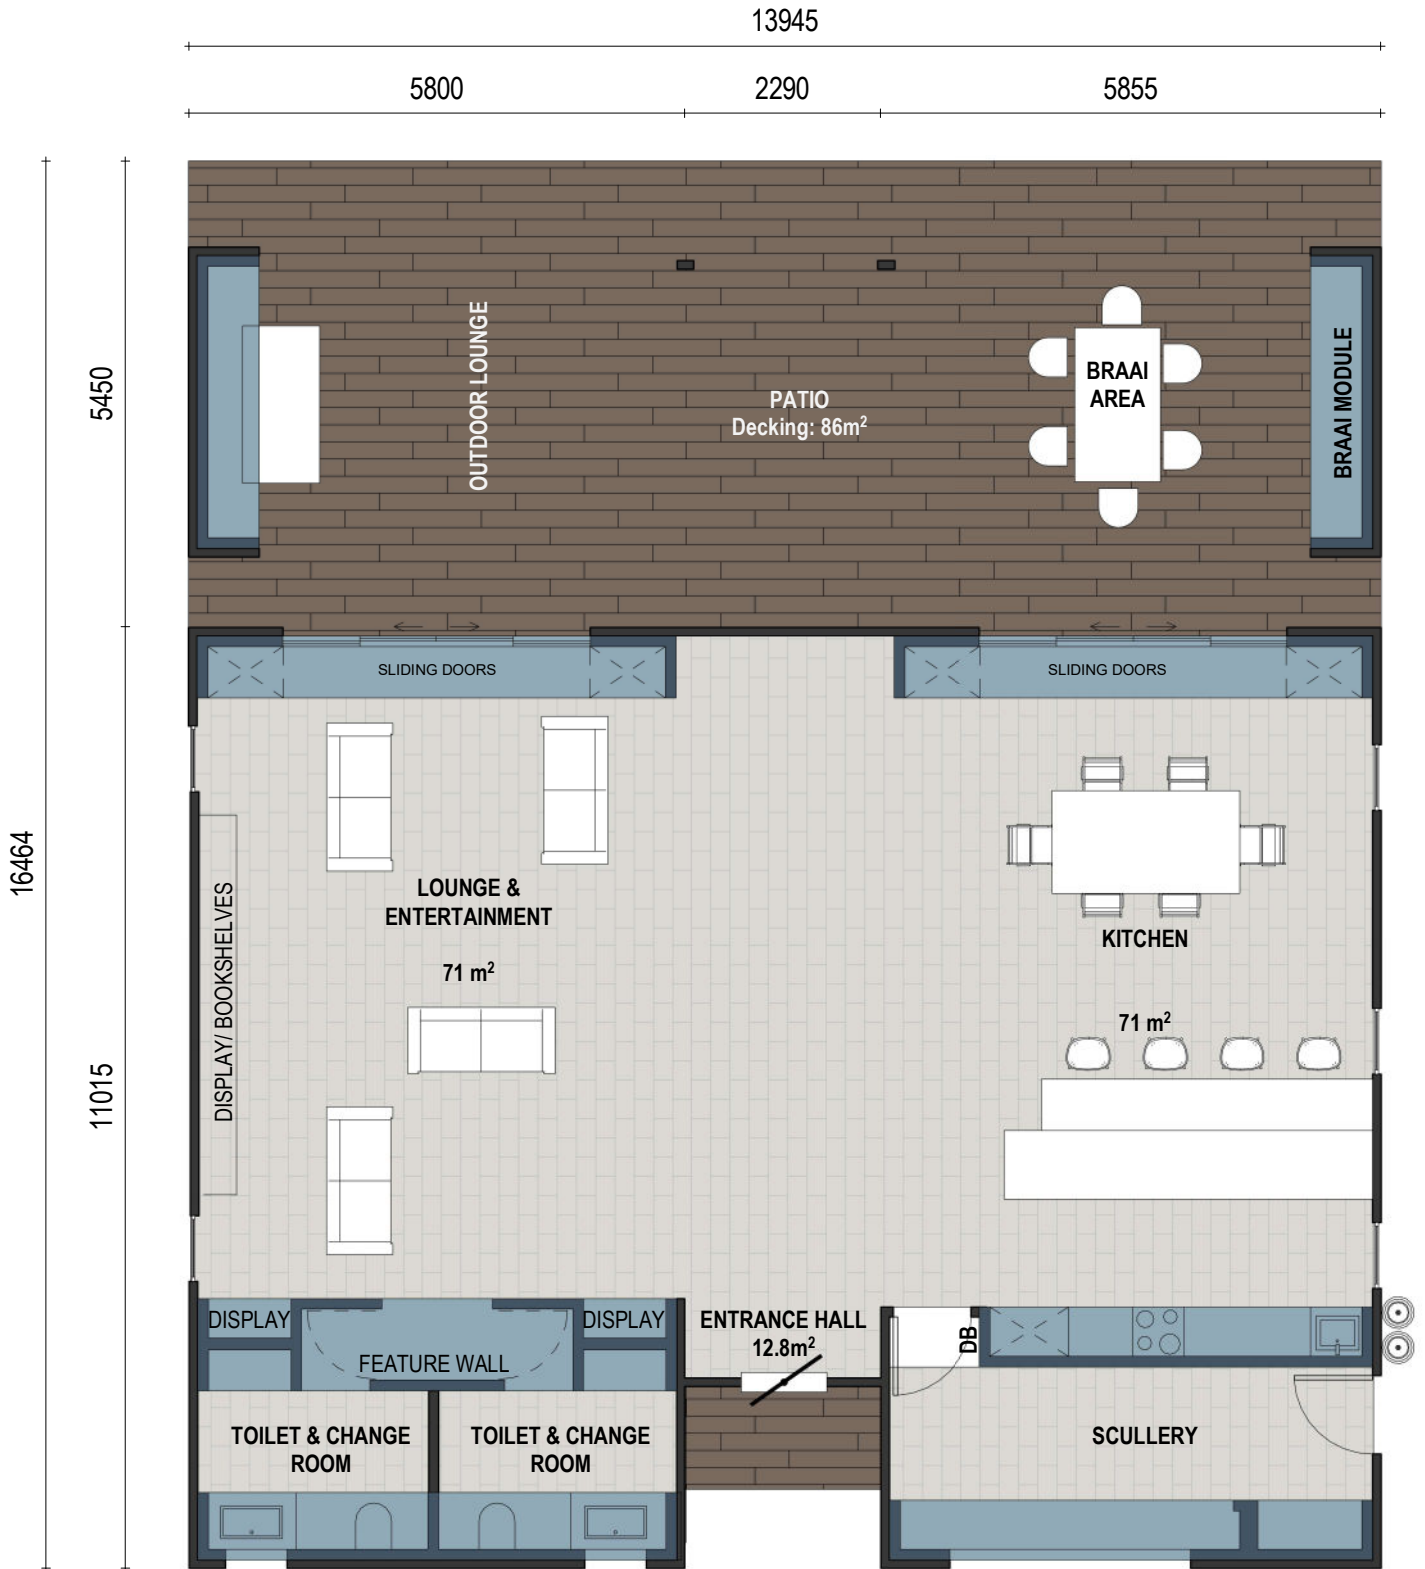 13945
5800
2290
5855
16464
5450
11015
OUTDOOR LOUNGE
PATIO
Decking: 86m²
BRAAI
AREA
BRAAI MODULE
SLIDING DOORS
SLIDING DOORS
LOUNGE &
ENTERTAINMENT
71 m²
DISPLAY/ BOOKSHELVES
KITCHEN
71 m²
DISPLAY
DISPLAY
FEATURE WALL
ENTRANCE HALL
12.8m²
DB
TOILET & CHANGE
ROOM
TOILET & CHANGE
ROOM
SCULLERY